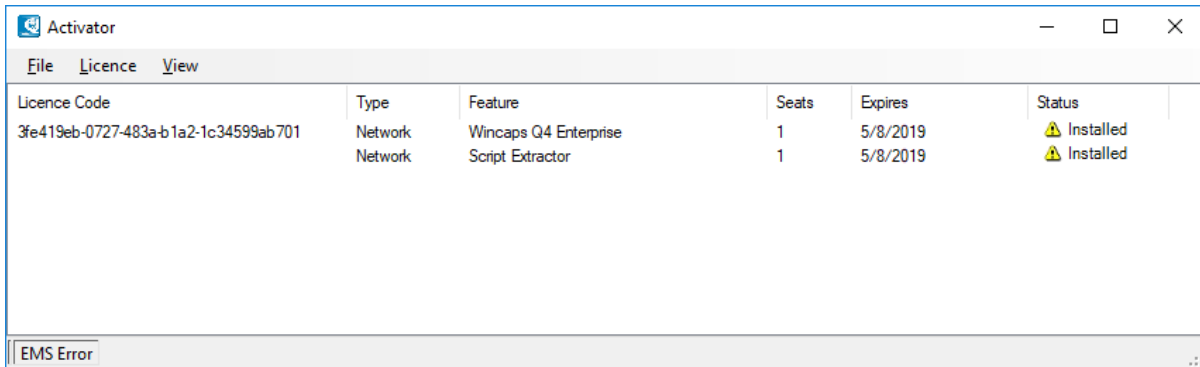 Activator
File Licence View
Licence Code Type Feature Seats Expires Status
3fe419eb-0727-483a-b1a2-1c34599ab701 Network Wincaps Q4 Enterprise 1 5/8/2019 Installed
Network Script Extractor 1 5/8/2019 Installed
EMS Error